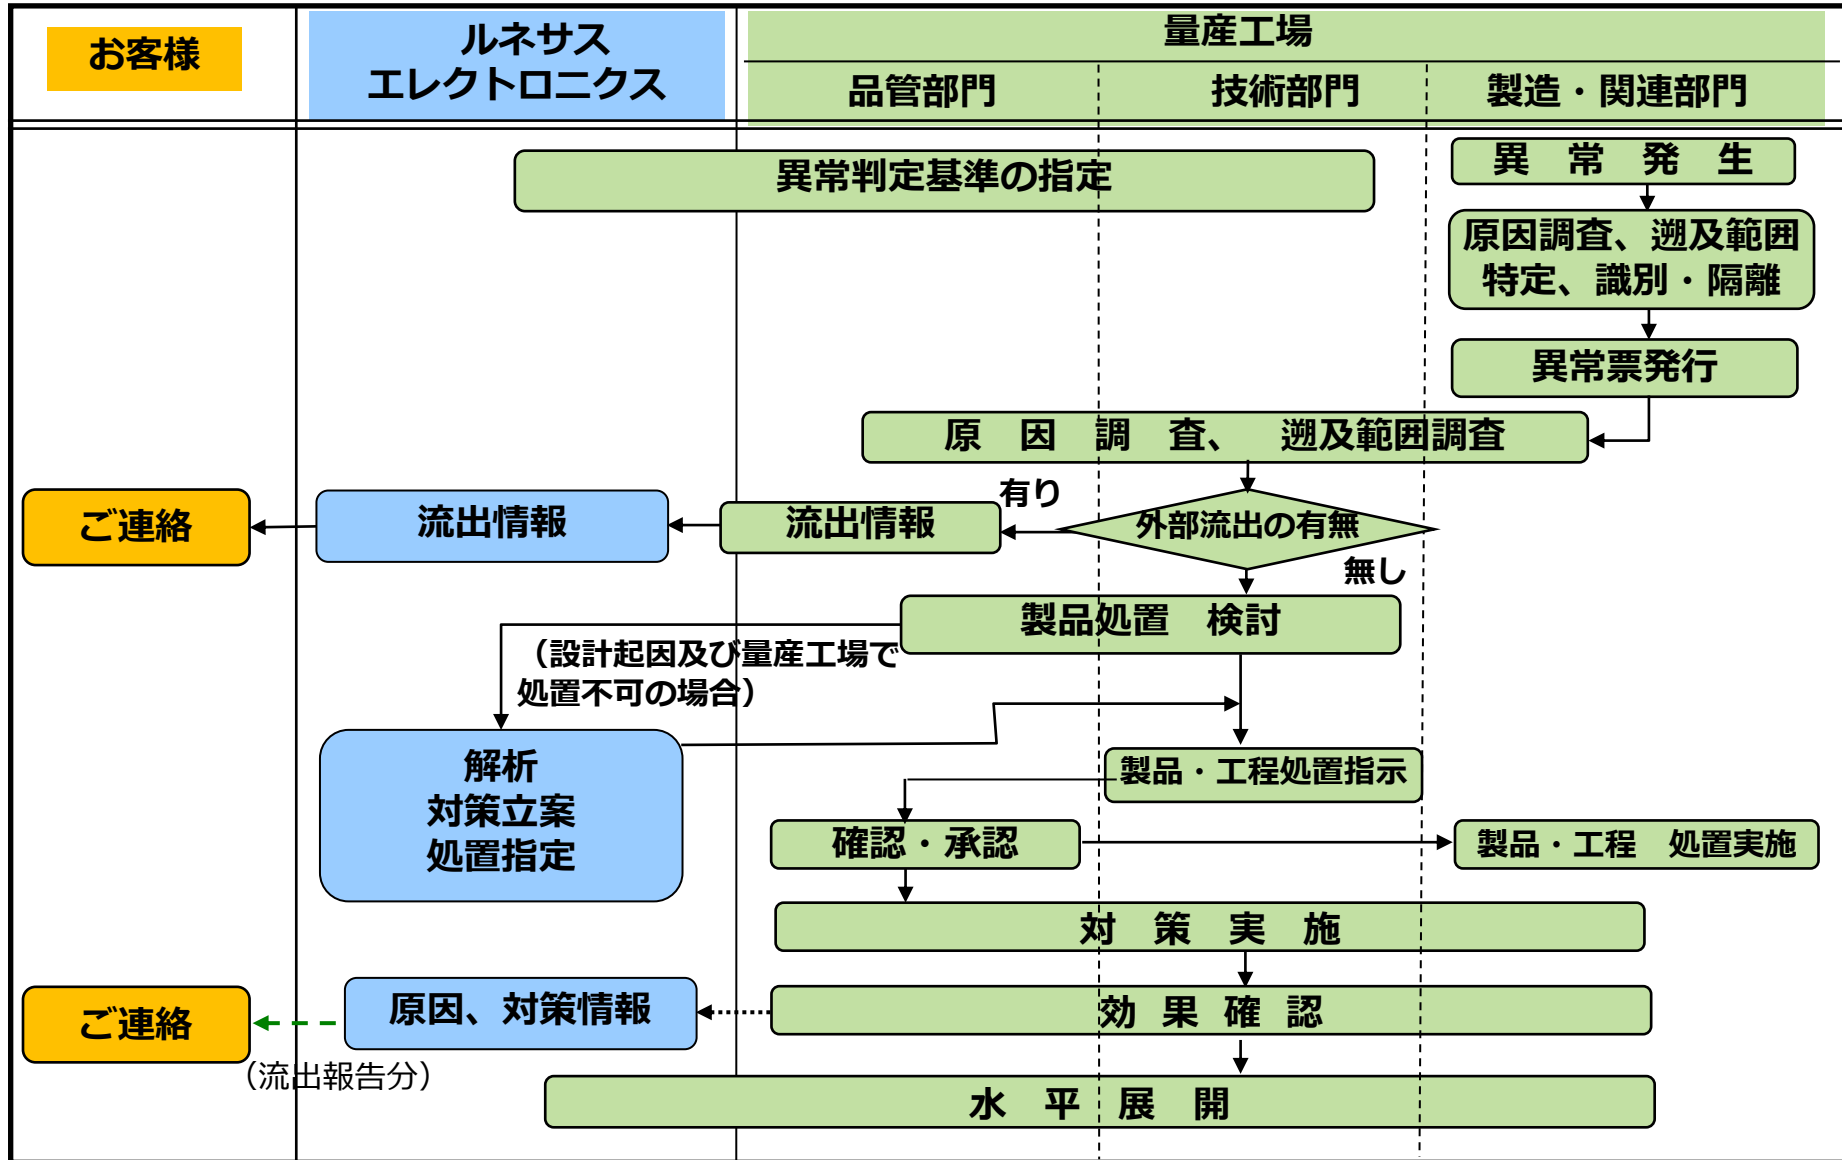 お客様
ルネサス
エレクトロニクス
量産工場
品管部門
技術部門
製造・関連部門
異常判定基準の指定
異 常 発 生
原因調査、遡及範囲
特定、識別・隔離
異常票発行
原 因 調 査、 遡及範囲調査
ご連絡
流出情報
流出情報
有り
外部流出の有無
無し
製品処置 検討
（設計起因及び量産工場で
処置不可の場合）
解析
対策立案
処置指定
製品・工程処置指示
確認・承認
製品・工程 処置実施
対 策 実 施
ご連絡
原因、対策情報
効 果 確 認
（流出報告分）
水 平 展 開